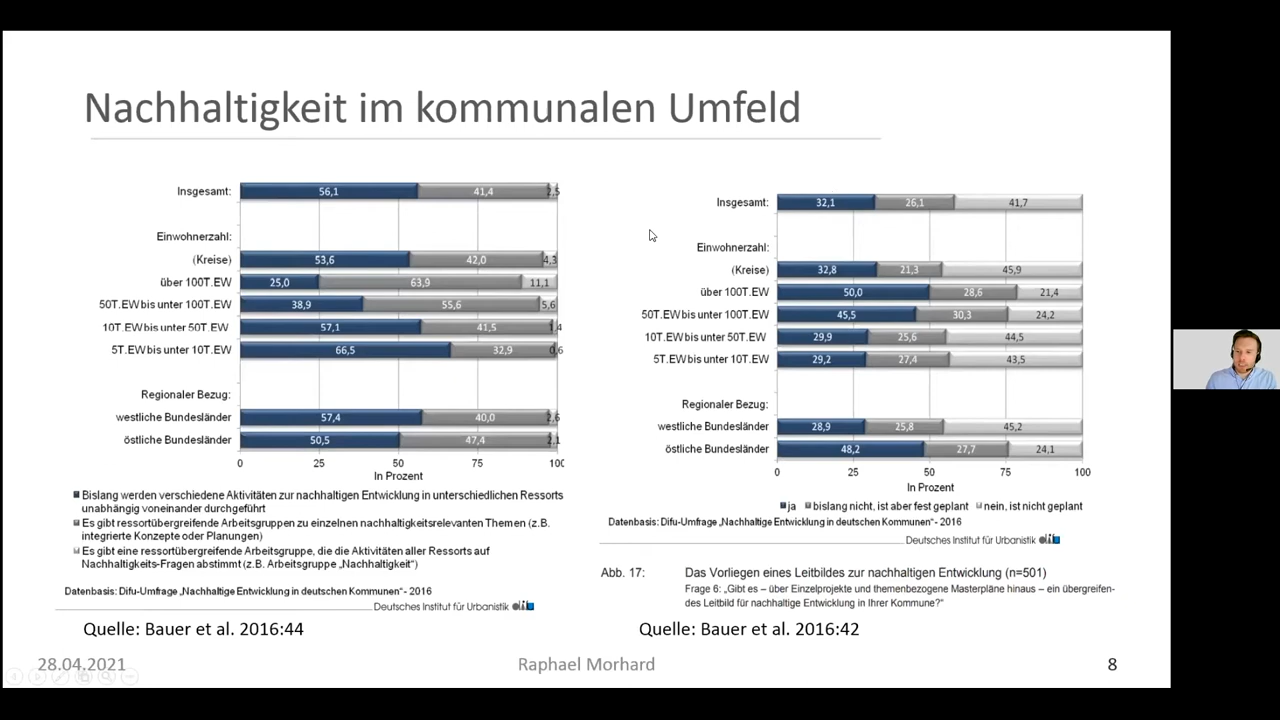 Nachhaltigkeit im kommunalen Umfeld
Insgesamt: 56,1 41,4 2,5
Einwohnerzahl:
(Kreise) 53,6 42,0 4,3
über 100T.EW 25,0 63,9 11,1
50T.EW bis unter 100T.EW 38,9 55,6 5,6
10T.EW bis unter 50T.EW 57,1 41,5 1,4
5T.EW bis unter 10T.EW 66,5 32,9 0,6
Regionaler Bezug:
westliche Bundesländer 57,4 40,0 2,6
östliche Bundesländer 50,5 47,4 2,1
0 25 50 75 100
In Prozent
Bislang werden verschiedene Aktivitäten zur nachhaltigen Entwicklung in unterschiedlichen Ressorts
unabhängig voneinander durchgeführt
Es gibt ressortübergreifende Arbeitsgruppen zu einzelnen nachhaltigkeitsrelevanten Themen (z.B.
integrierte Konzepte oder Planungen)
Es gibt eine ressortübergreifende Arbeitsgruppe, die die Aktivitäten aller Ressorts auf
Nachhaltigkeits-Fragen abstimmt (z.B. Arbeitsgruppe „Nachhaltigkeit“)
Datenbasis: Difu-Umfrage „Nachhaltige Entwicklung in deutschen Kommunen“- 2016
Deutsches Institut für Urbanistik difu
Quelle: Bauer et al. 2016:44
Insgesamt: 32,1 26,1 41,7
Einwohnerzahl:
(Kreise) 32,8 21,3 45,9
über 100T.EW 50,0 28,6 21,4
50T.EW bis unter 100T.EW 45,5 30,3 24,2
10T.EW bis unter 50T.EW 29,9 25,6 44,5
5T.EW bis unter 10T.EW 29,2 27,4 43,5
Regionaler Bezug:
westliche Bundesländer 28,9 25,8 45,2
östliche Bundesländer 48,2 27,7 24,1
0 25 50 75 100
In Prozent
ja bislang nicht, ist aber fest geplant nein, ist nicht geplant
Datenbasis: Difu-Umfrage „Nachhaltige Entwicklung in deutschen Kommunen“- 2016
Deutsches Institut für Urbanistik difu
Abb. 17: Das Vorliegen eines Leitbildes zur nachhaltigen Entwicklung (n=501)
Frage 6: „Gibt es – über Einzelprojekte und themenbezogene Masterpläne hinaus – ein übergreifen-
des Leitbild für nachhaltige Entwicklung in Ihrer Kommune?“
Quelle: Bauer et al. 2016:42
28.04.2021
Raphael Morhard
8